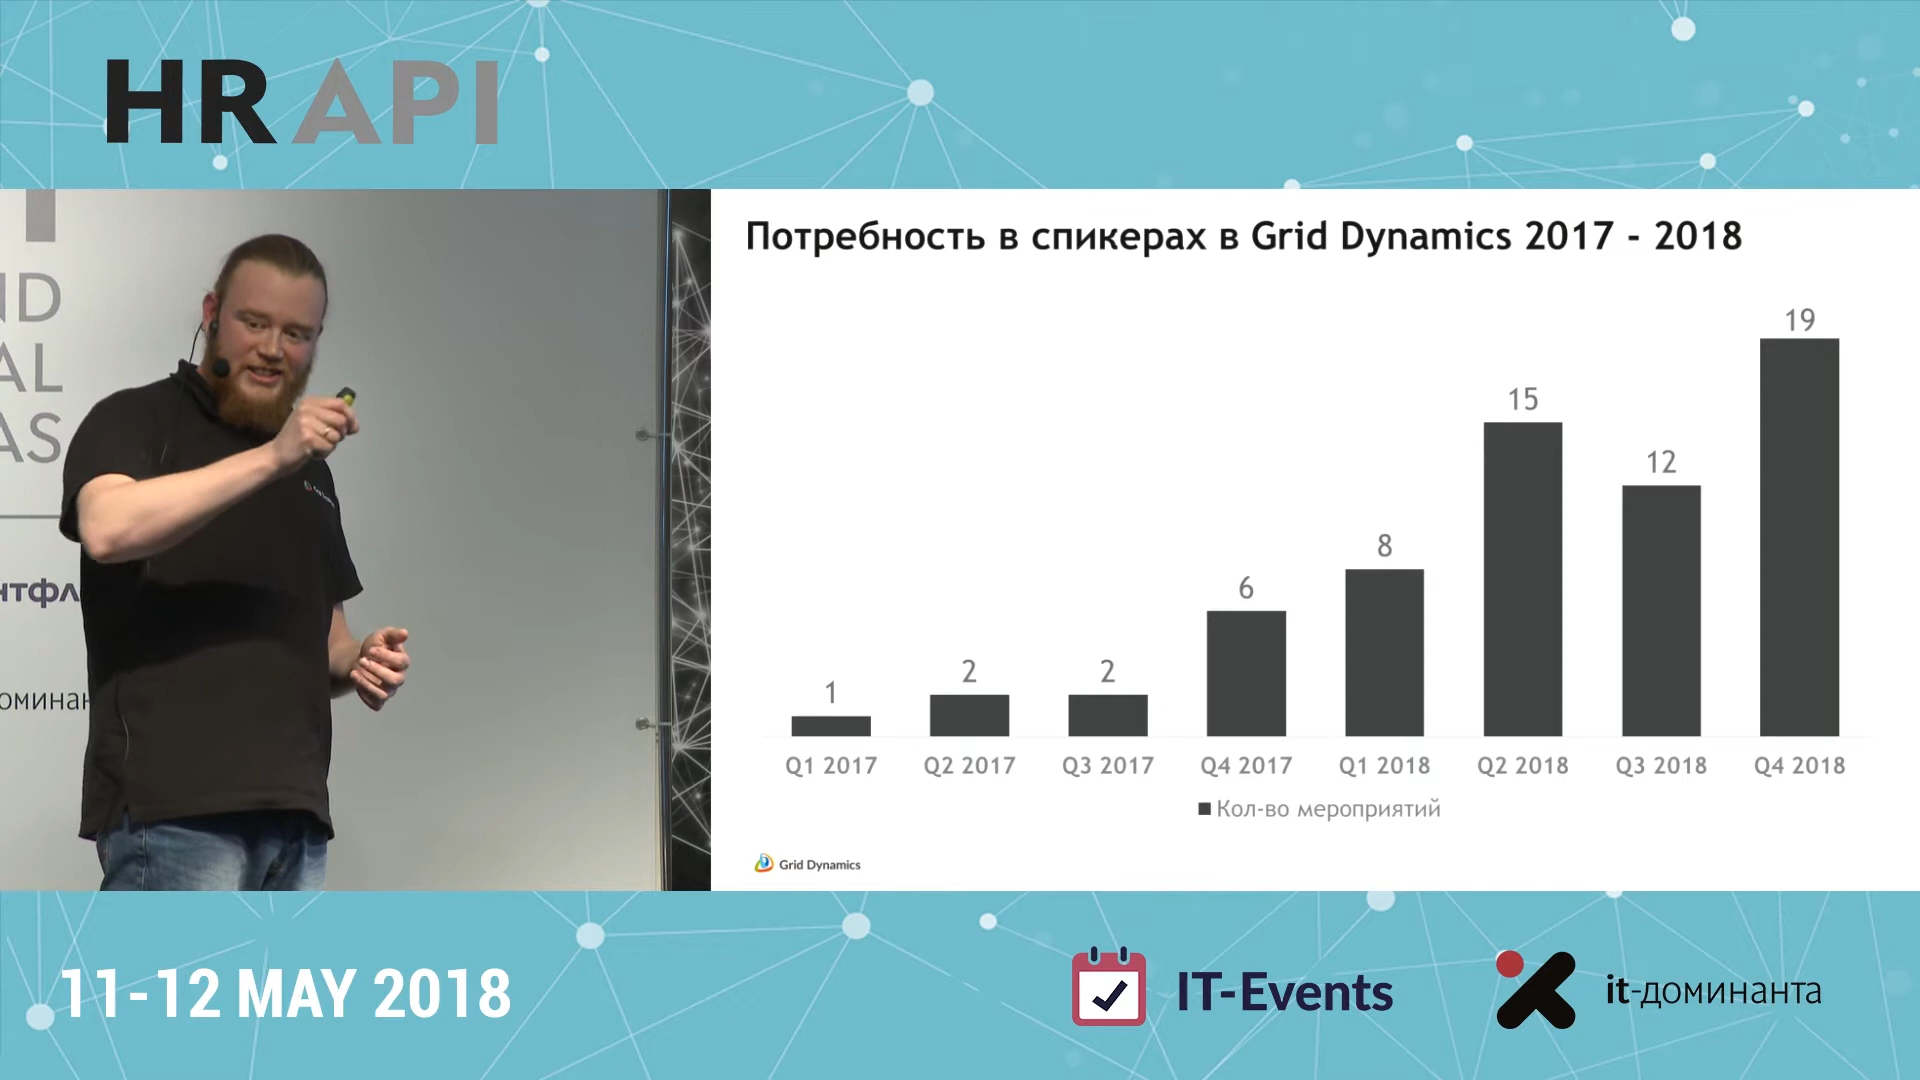 HR API
ND
AL
AS
нтфл
доминан
Потребность в спикерах в Grid Dynamics 2017 - 2018
1
2
2
6
8
15
12
19
Q1 2017
Q2 2017
Q3 2017
Q4 2017
Q1 2018
Q2 2018
Q3 2018
Q4 2018
Кол-во мероприятий
Grid Dynamics
11-12 MAY 2018
IT-Events
it-доминанта